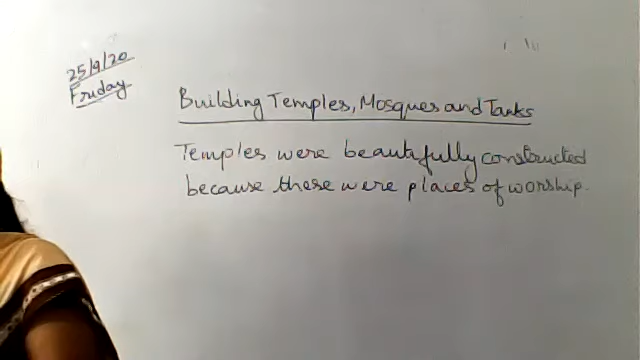 25/9/20
Friday
Building Temples, Mosques and Tanks
Temples were beautifully constructed
because these were places of worship.